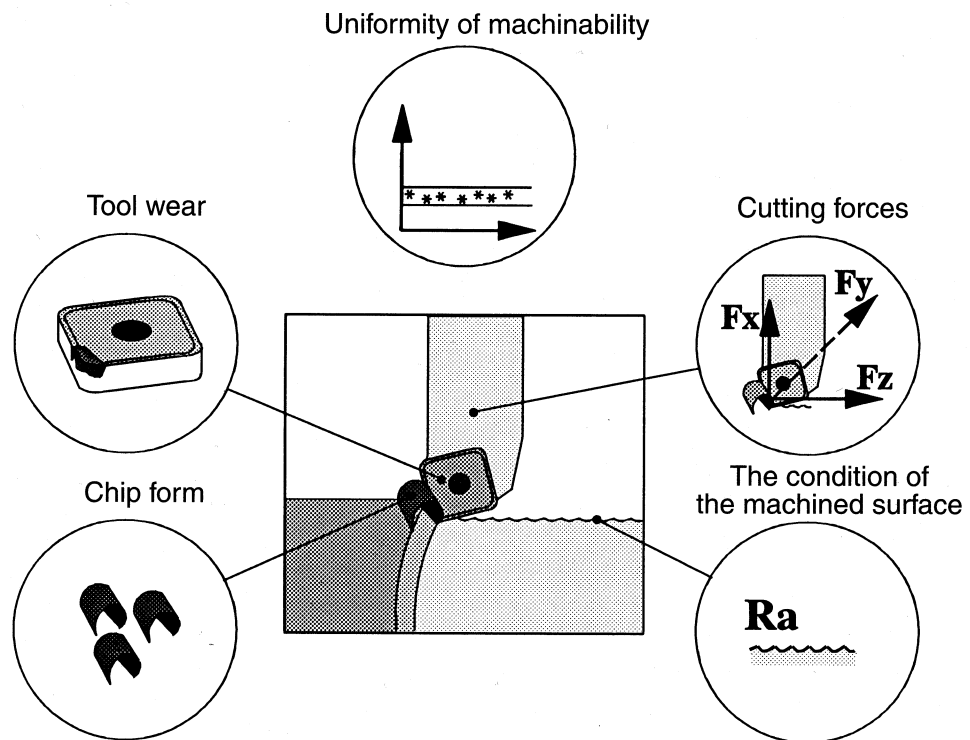 Uniformity of machinability
Tool wear
Cutting forces
Fx
Fy
Fz
Chip form
The condition of
the machined surface
Ra